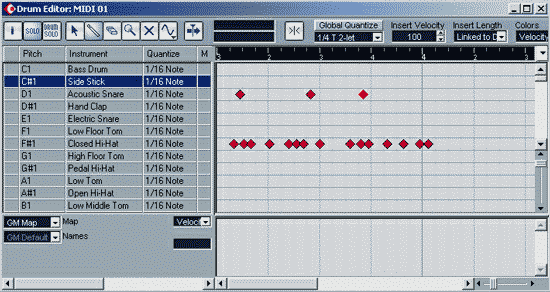 Drum Editor: MIDI 01
SOLO DRUM SOLO Global Quantize Insert Velocity Insert Length Colors
1/4 T 2-let 100 Linked to D Velocity
Pitch Instrument Quantize M 3 3 4 4 3
C1 Bass Drum 1/16 Note
C#1 Side Stick 1/16 Note
D1 Acoustic Snare 1/16 Note
D#1 Hand Clap 1/16 Note
E1 Electric Snare 1/16 Note
F1 Low Floor Tom 1/16 Note
F#1 Closed Hi-Hat 1/16 Note
G1 High Floor Tom 1/16 Note
G#1 Pedal Hi-Hat 1/16 Note
A1 Low Tom 1/16 Note
A#1 Open Hi-Hat 1/16 Note
B1 Low Middle Tom 1/16 Note
GM Map Map Veloc
GM Default Names